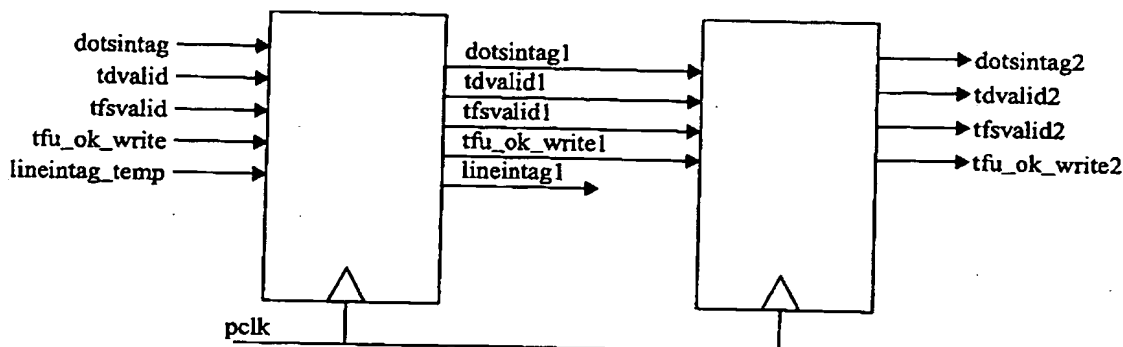 dotsintag
tdvalid
tfsvalid
tfu_ok_write
lineintag_temp
dotsintag1
tdvalid1
tfsvalid1
tfu_ok_write1
lineintag1
dotsintag2
tdvalid2
tfsvalid2
tfu_ok_write2
pclk